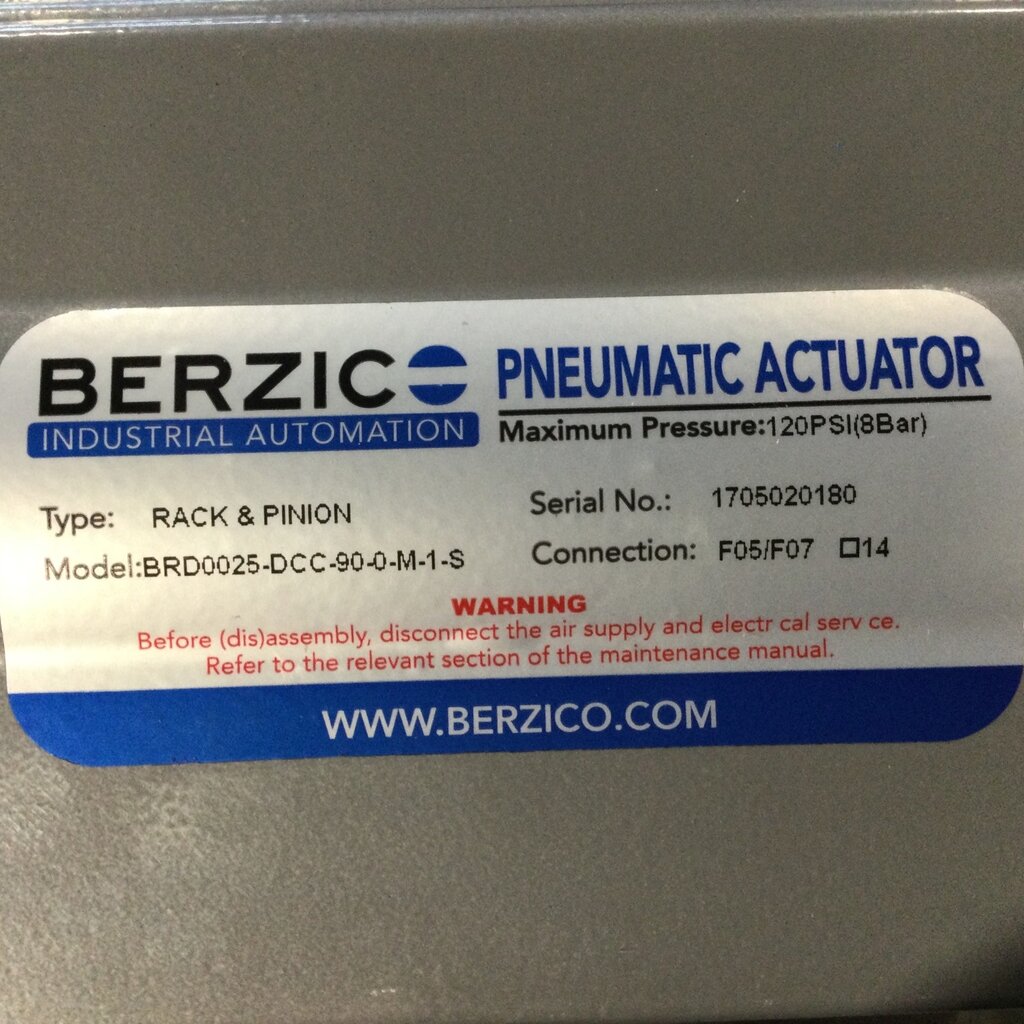 BERZICO
INDUSTRIAL AUTOMATION
PNEUMATIC ACTUATOR
Maximum Pressure:120PSI(8Bar)
Type: RACK & PINION
Model:BRD0025-DCC-90-0-M-1-S
Serial No.: 1705020180
Connection: F05/F07 □14
WARNING
Before (dis)assembly, disconnect the air supply and electr cal serv ce.
Refer to the relevant section of the maintenance manual.
WWW.BERZICO.COM